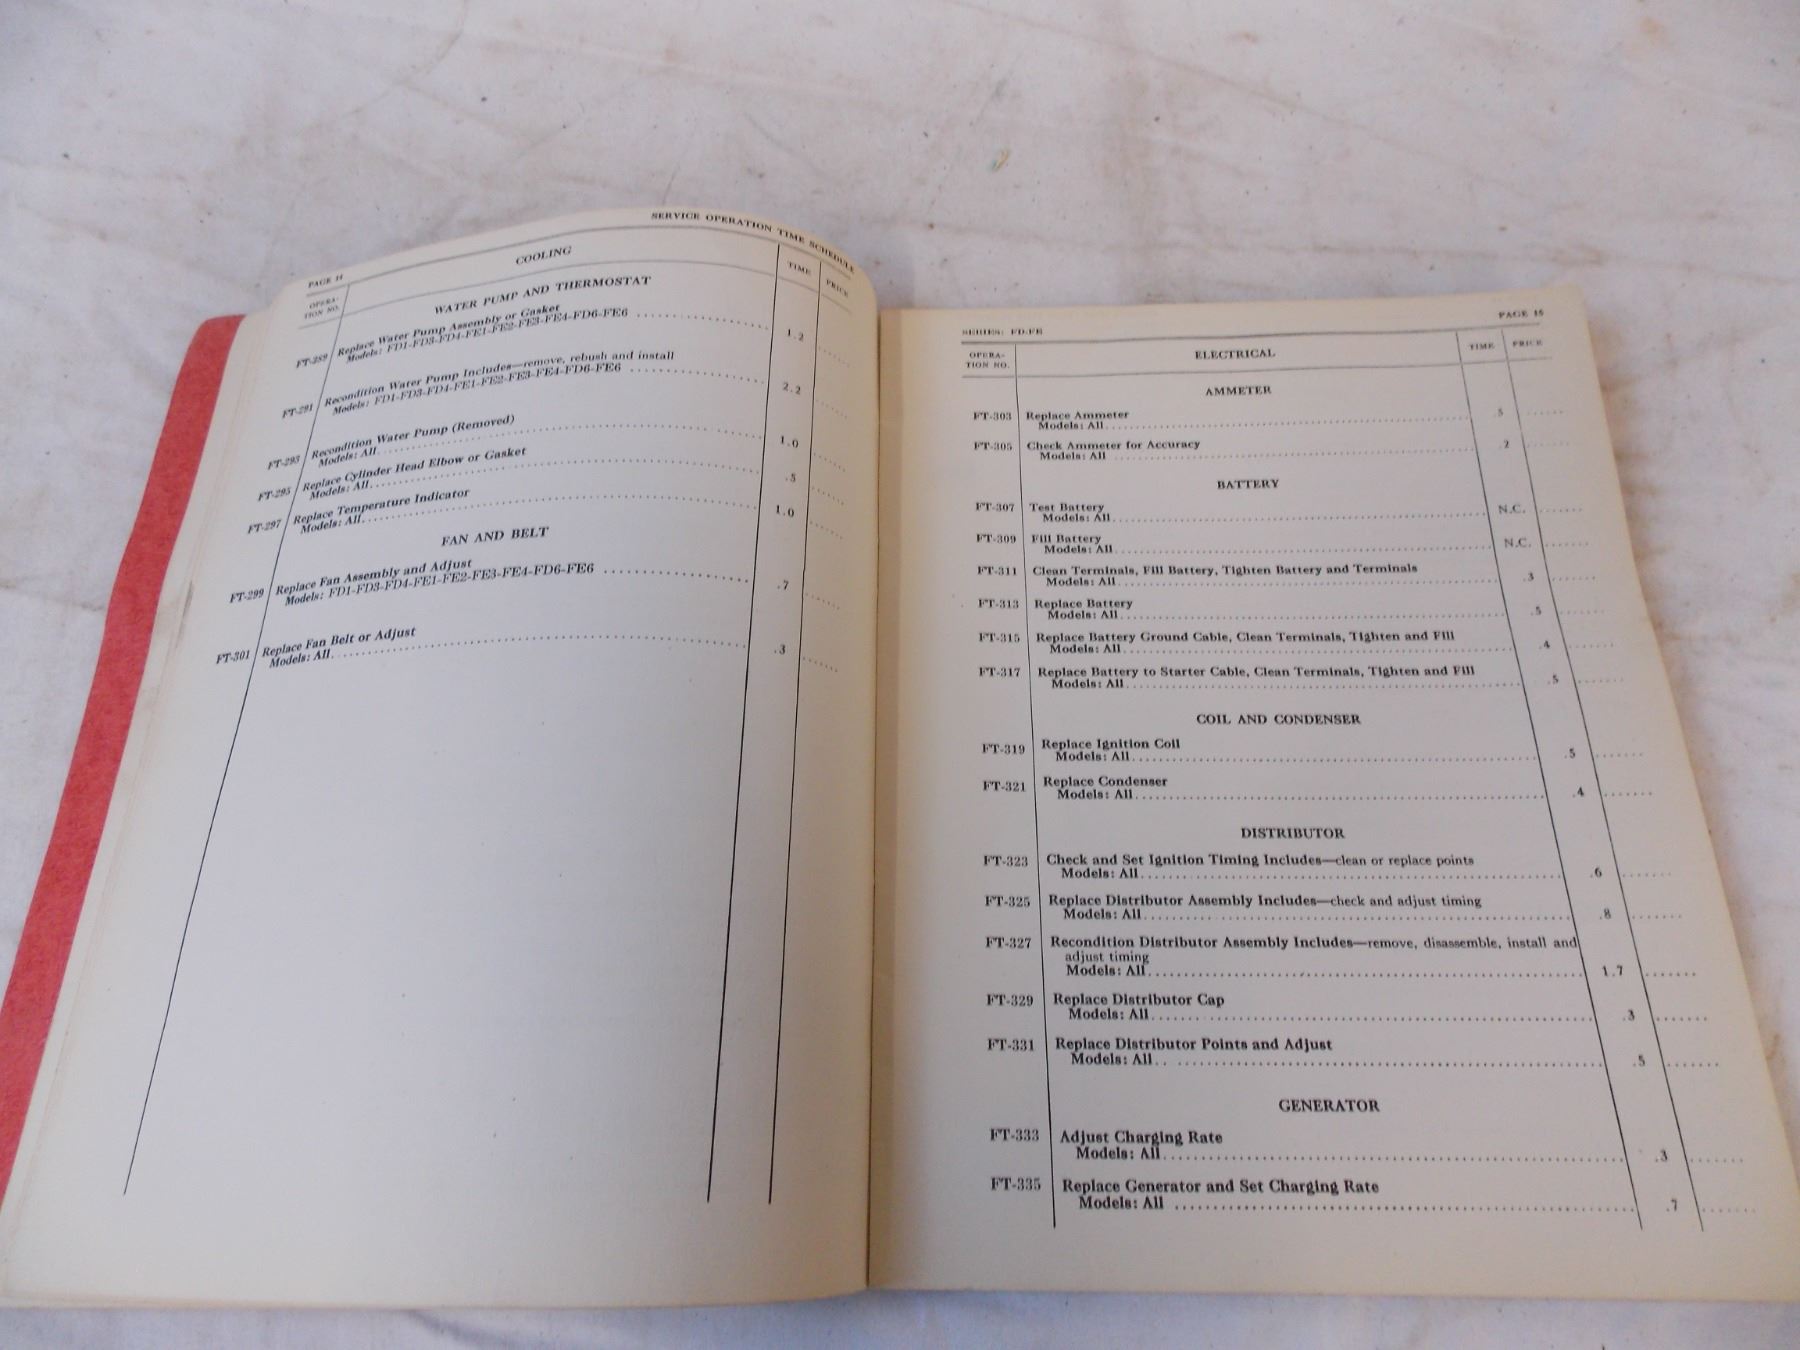 SERVICE OPERATION TIME SCHEDULE
PAGE 14
OPERA-
TION NO.
COOLING
TIME
PRICE
WATER PUMP AND THERMOSTAT
FT-289 Replace Water Pump Assembly or Gasket
Models: FD1-FD3-FD4-FE1-FE2-FE3-FE4-FD6-FE6 .......... 1.2 ......
FT-291 Recondition Water Pump Includes—remove, rebush and install
Models: FD1-FD3-FD4-FE1-FE2-FE3-FE4-FD6-FE6 .......... 2.2 ......
FT-293 Recondition Water Pump (Removed)
Models: All .......... 1.0 ......
FT-295 Replace Cylinder Head Elbow or Gasket
Models: All .......... .5 ......
FT-297 Replace Temperature Indicator
Models: All .......... 1.0 ......
FAN AND BELT
FT-299 Replace Fan Assembly and Adjust
Models: FD1-FD3-FD4-FE1-FE2-FE3-FE4-FD6-FE6 .......... .7 ......
FT-301 Replace Fan Belt or Adjust
Models: All .......... .3 ......
SERIES: FD-FE
PAGE 15
OPERA-
TION NO.
ELECTRICAL
TIME
PRICE
AMMETER
FT-303 Replace Ammeter
Models: All .......... .5 ......
FT-305 Check Ammeter for Accuracy
Models: All .......... .2 ......
BATTERY
FT-307 Test Battery
Models: All .......... N.C. ......
FT-309 Fill Battery
Models: All .......... N.C. ......
FT-311 Clean Terminals, Fill Battery, Tighten Battery and Terminals
Models: All .......... .3 ......
FT-313 Replace Battery
Models: All .......... .5 ......
FT-315 Replace Battery Ground Cable, Clean Terminals, Tighten and Fill
Models: All .......... .4 ......
FT-317 Replace Battery to Starter Cable, Clean Terminals, Tighten and Fill
Models: All .......... .5 ......
COIL AND CONDENSER
FT-319 Replace Ignition Coil
Models: All .......... .5 ......
FT-321 Replace Condenser
Models: All .......... .4 ......
DISTRIBUTOR
FT-323 Check and Set Ignition Timing Includes—clean or replace points
Models: All .......... .6 ......
FT-325 Replace Distributor Assembly Includes—check and adjust timing
Models: All .......... .8 ......
FT-327 Recondition Distributor Assembly Includes—remove, disassemble, install and
adjust timing
Models: All .......... 1.7 ......
FT-329 Replace Distributor Cap
Models: All .......... .3 ......
FT-331 Replace Distributor Points and Adjust
Models: All .......... .5 ......
GENERATOR
FT-333 Adjust Charging Rate
Models: All .......... .3 ......
FT-335 Replace Generator and Set Charging Rate
Models: All .......... .7 ......